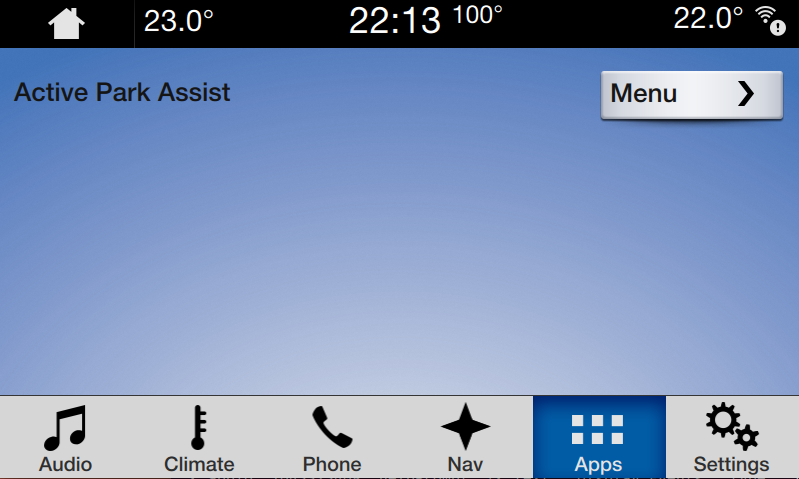 23.0° 22:13 100° 22.0°
Active Park Assist
Menu
Audio Climate Phone Nav Apps Settings